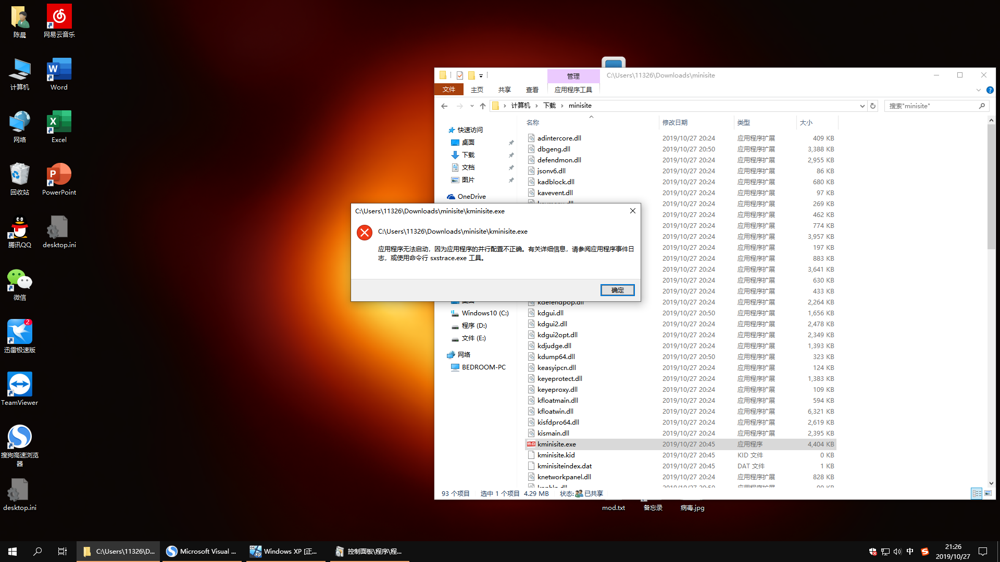 陈晨
网易云音乐
计算机
Word
网络
Excel
回收站
PowerPoint
腾讯QQ
desktop.ini
微信
2
迅雷极速版
TeamViewer
搜狗高速浏览
器
desktop.ini
管理
C:\Users\11326\Downloads\minisite
文件
主页
共享
查看
应用程序工具
计算机
下载
minisite
搜索"minisite"
名称
修改日期
类型
大小
快速访问
桌面
下载
文档
图片
OneDrive
桌面
Windows10 (C:)
程序 (D:)
文件 (E:)
网络
BEDROOM-PC
adintercore.dll 2019/10/27 20:24 应用程序扩展 409 KB
dbgeng.dll 2019/10/27 20:50 应用程序扩展 3,388 KB
defendmon.dll 2019/10/27 20:24 应用程序扩展 2,955 KB
jsonv6.dll 2019/10/27 20:24 应用程序扩展 86 KB
kadblock.dll 2019/10/27 20:24 应用程序扩展 680 KB
kavevent.dll 2019/10/27 20:24 应用程序扩展 97 KB
2019/10/27 20:24 应用程序扩展 269 KB
2019/10/27 20:24 应用程序扩展 462 KB
2019/10/27 20:24 应用程序扩展 774 KB
2019/10/27 20:24 应用程序扩展 3,957 KB
2019/10/27 20:24 应用程序扩展 197 KB
2019/10/27 20:24 应用程序扩展 883 KB
2019/10/27 20:24 应用程序扩展 3,641 KB
2019/10/27 20:24 应用程序扩展 630 KB
2019/10/27 20:24 应用程序扩展 433 KB
kdefendpop.dll 2019/10/27 20:24 应用程序扩展 2,264 KB
kdgui.dll 2019/10/27 20:50 应用程序扩展 1,656 KB
kdgui2.dll 2019/10/27 20:24 应用程序扩展 2,478 KB
kdgui2opt.dll 2019/10/27 20:24 应用程序扩展 2,349 KB
kdjudge.dll 2019/10/27 20:24 应用程序扩展 1,393 KB
kdump64.dll 2019/10/27 20:50 应用程序扩展 323 KB
keasyipcn.dll 2019/10/27 20:24 应用程序扩展 124 KB
keyeprotect.dll 2019/10/27 20:24 应用程序扩展 1,383 KB
keyeproxy.dll 2019/10/27 20:24 应用程序扩展 109 KB
kfloatmain.dll 2019/10/27 20:24 应用程序扩展 594 KB
kfloatwin.dll 2019/10/27 20:24 应用程序扩展 6,321 KB
kisfdpro64.dll 2019/10/27 20:24 应用程序扩展 2,619 KB
kismain.dll 2019/10/27 20:24 应用程序扩展 2,395 KB
kminisite.exe 2019/10/27 20:45 应用程序 4,404 KB
kminisite.kid 2019/10/27 20:45 KID 文件 0 KB
kminisiteindex.dat 2019/10/27 20:45 DAT 文件 1 KB
knetworkpanel.dll 2019/10/27 20:24 应用程序扩展 828 KB
93 个项目 选中 1 个项目 4.29 MB 状态: 已共享
C:\Users\11326\Downloads\minisite\kminisite.exe
C:\Users\11326\Downloads\minisite\kminisite.exe
应用程序无法启动，因为应用程序的并行配置不正确。有关详细信息，请参阅应用程序事件日
志，或使用命令行 sxstrace.exe 工具。
确定
mod.txt
备忘录
病毒.jpg
C:\Users\11326\D...
Microsoft Visual ...
Windows XP [正...
控制面板\程序\程...
中
21:26
2019/10/27